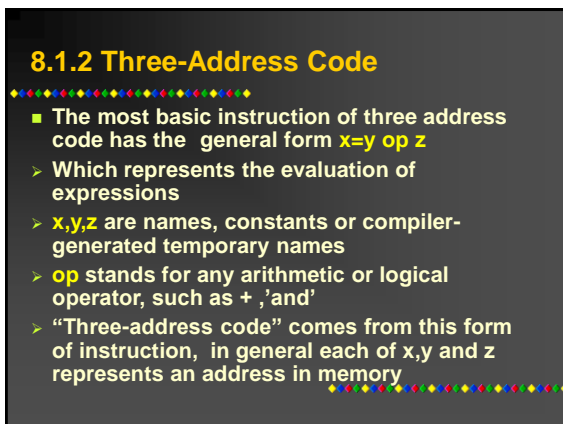 8.1.2 Three-Address Code
The most basic instruction of three address
code has the general form x=y op z
Which represents the evaluation of
expressions
x,y,z are names, constants or compiler-
generated temporary names
op stands for any arithmetic or logical
operator, such as + ,’and’
“Three-address code” comes from this form
of instruction, in general each of x,y and z
represents an address in memory